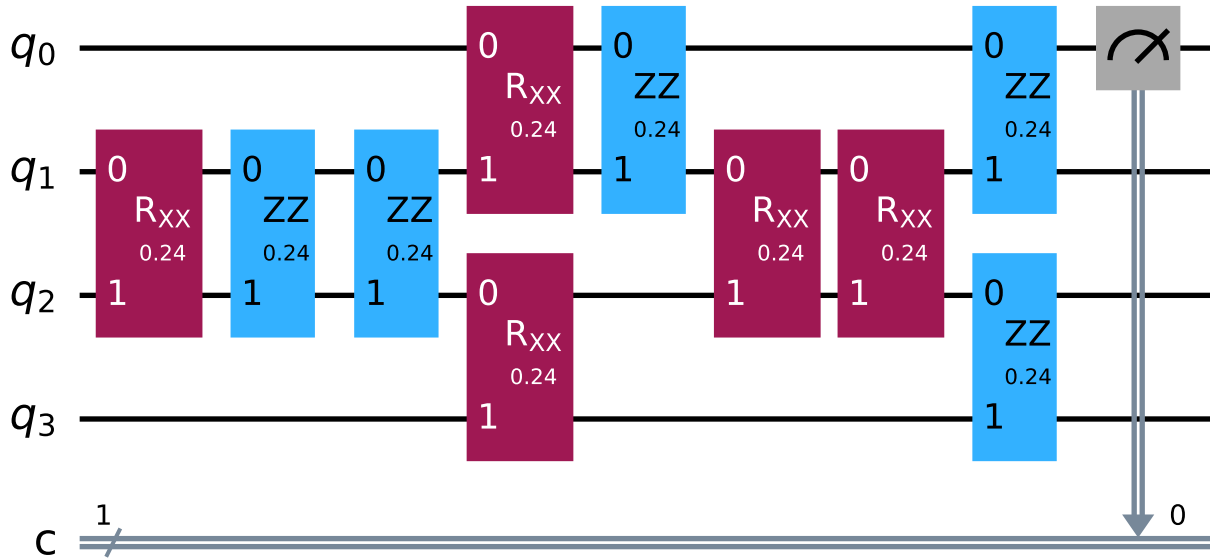 q0 0 0 0
RXX ZZ ZZ
0.24 0.24 0.24
q1 0 0 0 1 1 0 0 1
RXX ZZ ZZ RXX RXX
0.24 0.24 0.24 0.24 0.24
q2 1 1 1 0 1 1 0
RXX ZZ
0.24 0.24
q3 1 1
1 0
c